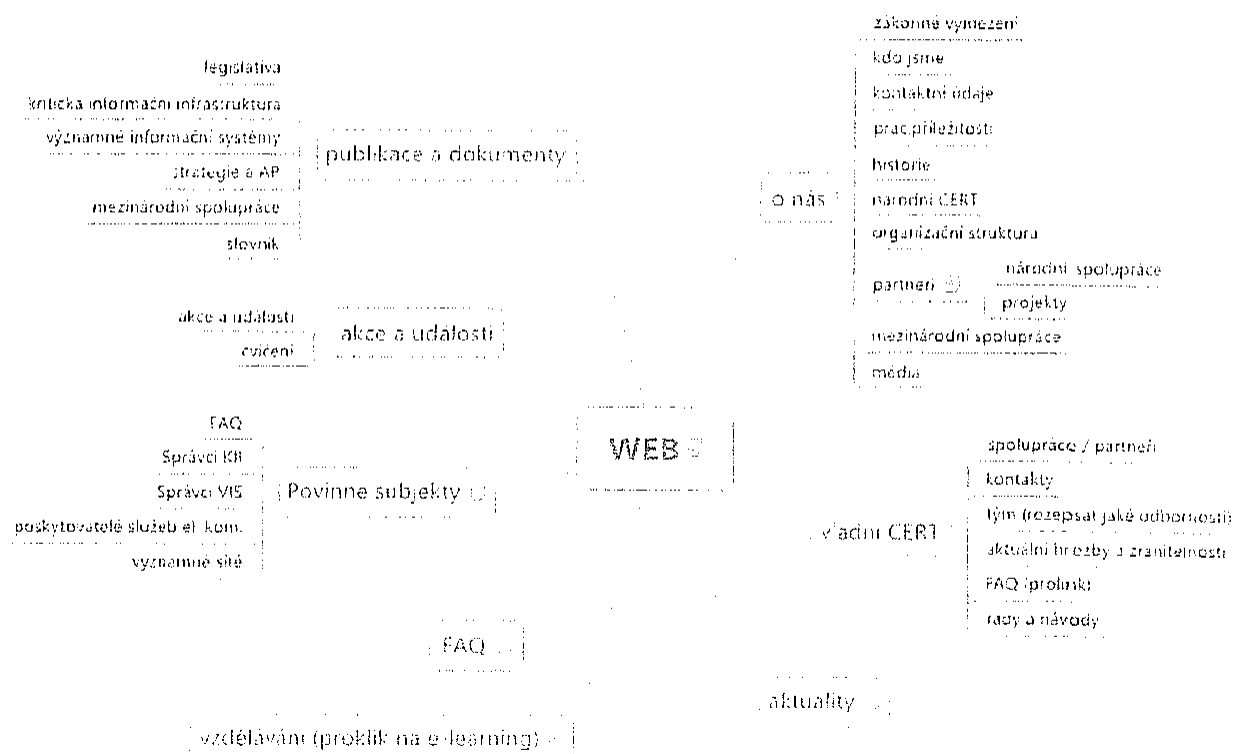 legislativa
kritická informační infrastruktura
významné informační systémy
strategie a AP
mezinárodní spolupráce
slovník
publikace a dokumenty
akce a události
cvičení
akce a události
FAQ
Správci KII
Správci VIS
poskytovatelé služeb el. kom.
významné sítě
Povinné subjekty
FAQ
vzdělávání (proklik na e-learning)
WEB
o nás
zákonné vymezení
kdo jsme
kontaktní údaje
prac.příležitosti
historie
národní CERT
organizační struktura
partneři
národní spolupráce
projekty
mezinárodní spolupráce
média
vládní CERT
spolupráce / partneři
kontakty
tým (rozepsat jaké odbornosti)
aktuální hrozby a zranitelnosti
FAQ (prolink)
rady a návody
aktuality